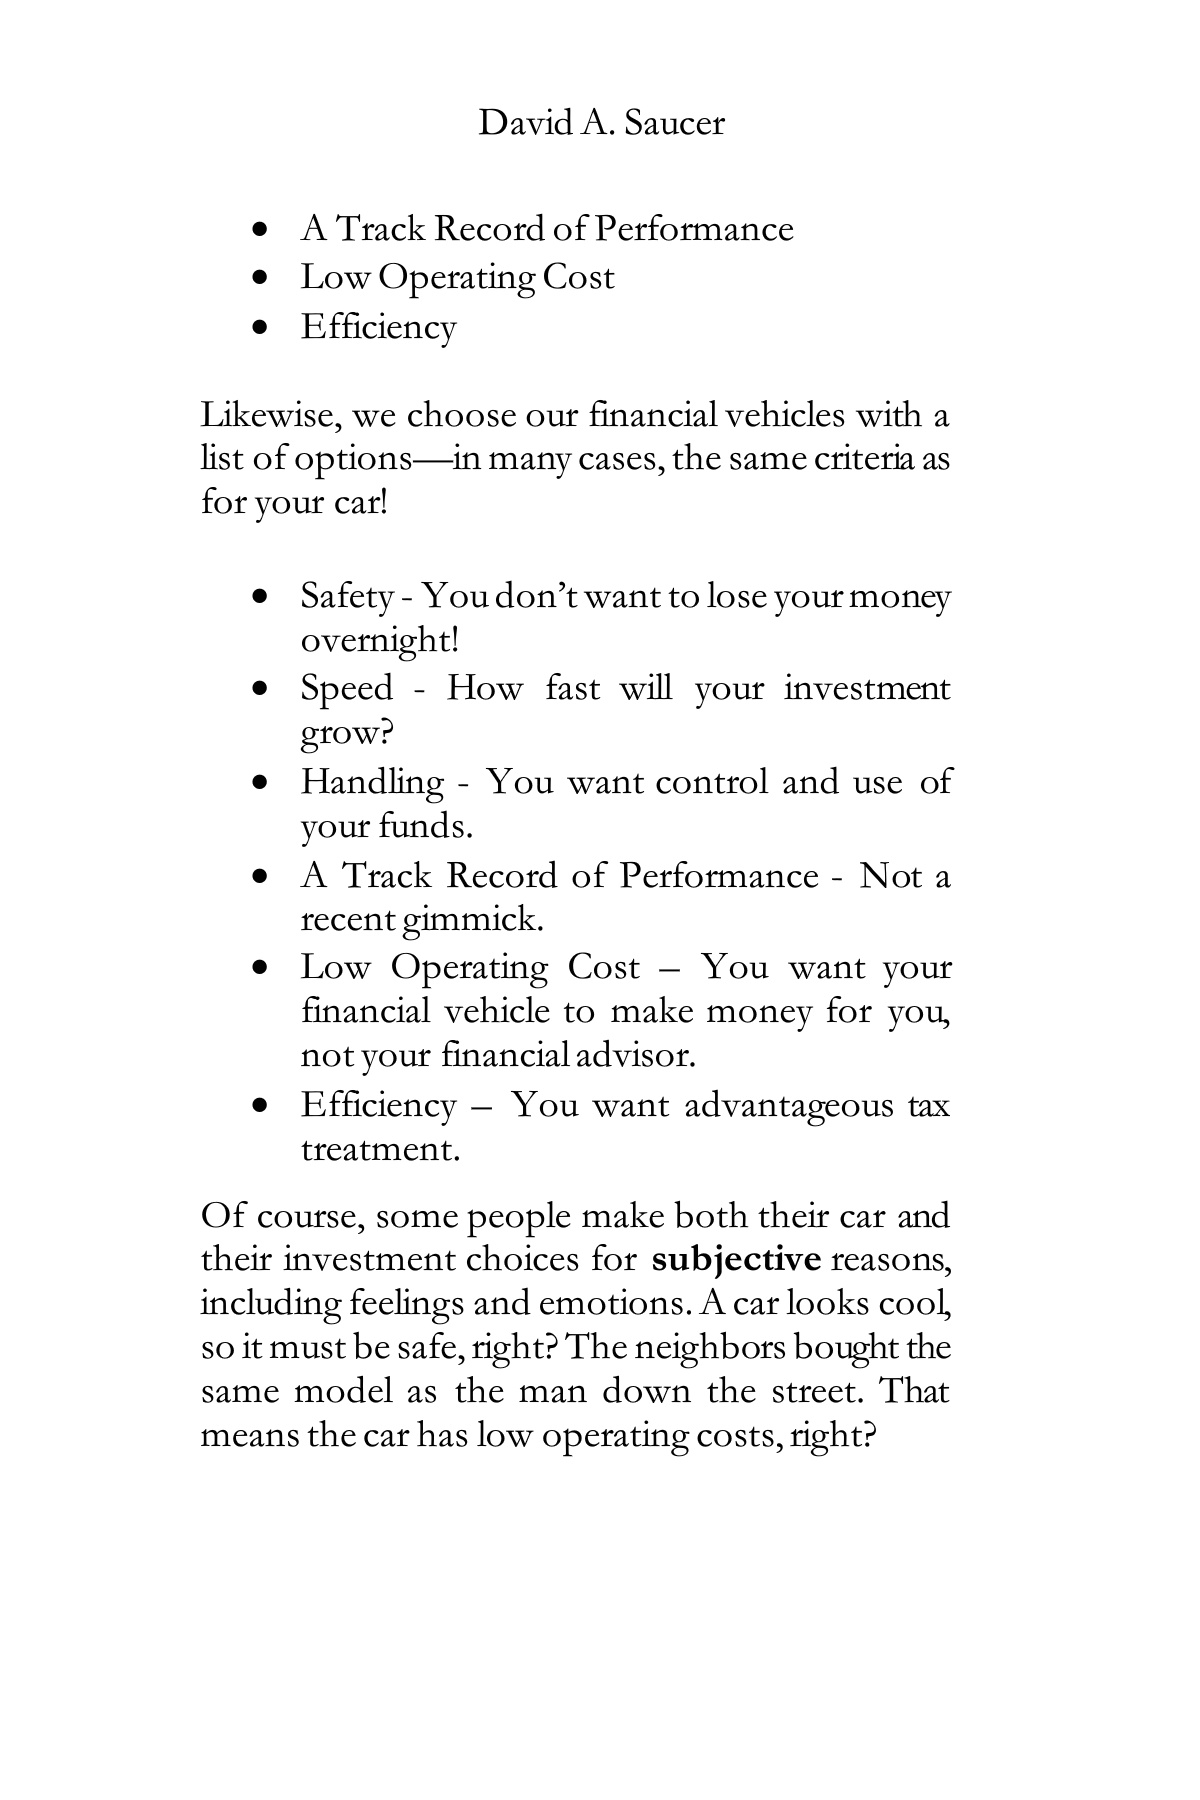 David A. Saucer
• A Track Record of Performance
• Low Operating Cost
• Efficiency
Likewise, we choose our financial vehicles with a
list of options—in many cases, the same criteria as
for your car!
• Safety - You don’t want to lose your money
overnight!
• Speed - How fast will your investment
grow?
• Handling - You want control and use of
your funds.
• A Track Record of Performance - Not a
recent gimmick.
• Low Operating Cost – You want your
financial vehicle to make money for you,
not your financial advisor.
• Efficiency – You want advantageous tax
treatment.
Of course, some people make both their car and
their investment choices for subjective reasons,
including feelings and emotions. A car looks cool,
so it must be safe, right? The neighbors bought the
same model as the man down the street. That
means the car has low operating costs, right?